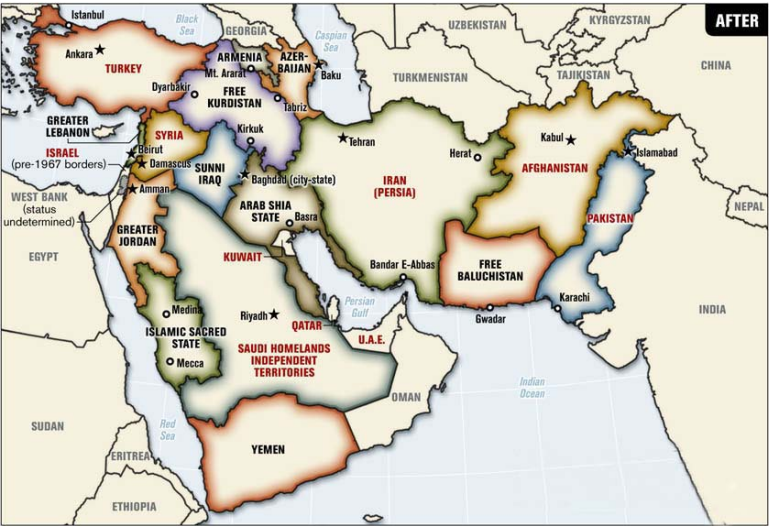 AFTER
Istanbul
Black
Sea
GEORGIA
Caspian
Sea
UZBEKISTAN
KYRGYZSTAN
Ankara
TURKEY
ARMENIA
Mt. Ararat
AZER-
BAIJAN
Baku
TURKMENISTAN
TAJIKISTAN
CHINA
Dyarbakir
FREE
KURDISTAN
Tabriz
GREATER
LEBANON
SYRIA
Kirkuk
Tehran
Herat
Kabul
Islamabad
ISRAEL
(pre-1967 borders)
Beirut
Damascus
SUNNI
IRAQ
Baghdad (city-state)
IRAN
(PERSIA)
AFGHANISTAN
WEST BANK
(status
undetermined)
Amman
ARAB SHIA
STATE
Basra
PAKISTAN
NEPAL
GREATER
JORDAN
EGYPT
KUWAIT
Bandar E-Abbas
FREE
BALUCHISTAN
Medina
Riyadh
Persian
Gulf
Gwadar
Karachi
INDIA
ISLAMIC SACRED
STATE
QATAR
U.A.E.
Mecca
SAUDI HOMELANDS
INDEPENDENT
TERRITORIES
OMAN
Indian
Ocean
SUDAN
Red
Sea
YEMEN
ERITREA
ETHIOPIA